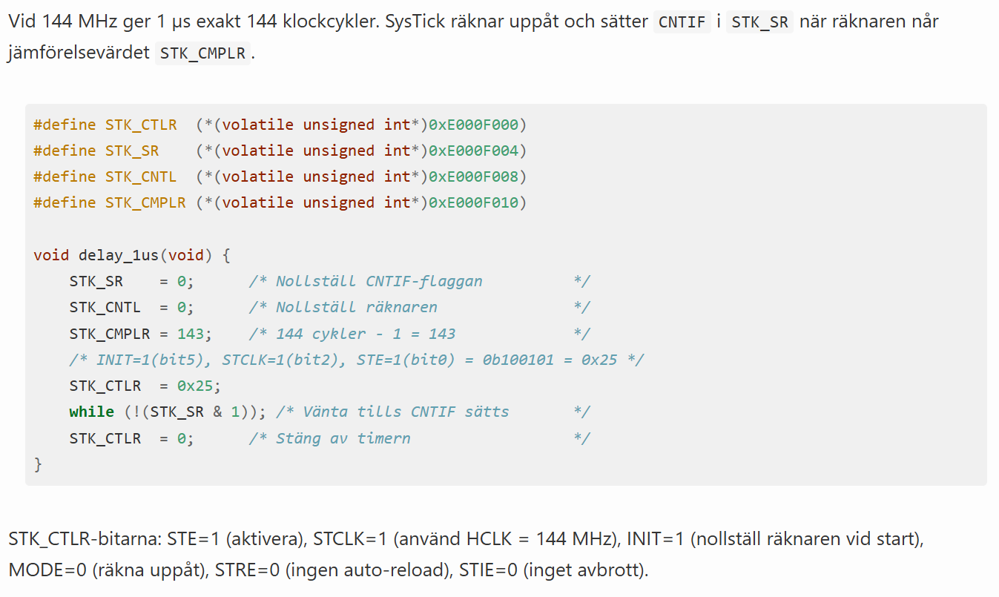 Vid 144 MHz ger 1 µs exakt 144 klockcykler. SysTick räknar uppåt och sätter CNTIF i STK_SR när räknaren når
jämförelsevärdet STK_CMPLR.
#define STK_CTLR  (*(volatile unsigned int*)0xE000F000)
#define STK_SR    (*(volatile unsigned int*)0xE000F004)
#define STK_CNTL  (*(volatile unsigned int*)0xE000F008)
#define STK_CMPLR (*(volatile unsigned int*)0xE000F010)
void delay_1us(void) {
    STK_SR    = 0;      /* Nollställ CNTIF-flaggan          */
    STK_CNTL  = 0;      /* Nollställ räknaren               */
    STK_CMPLR = 143;    /* 144 cykler - 1 = 143             */
    /* INIT=1(bit5), STCLK=1(bit2), STE=1(bit0) = 0b100101 = 0x25 */
    STK_CTLR  = 0x25;
    while (!(STK_SR & 1)); /* Vänta tills CNTIF sätts       */
    STK_CTLR  = 0;      /* Stäng av timern                  */
}
STK_CTLR-bitarna: STE=1 (aktivera), STCLK=1 (använd HCLK = 144 MHz), INIT=1 (nollställ räknaren vid start),
MODE=0 (räkna uppåt), STRE=0 (ingen auto-reload), STIE=0 (inget avbrott).